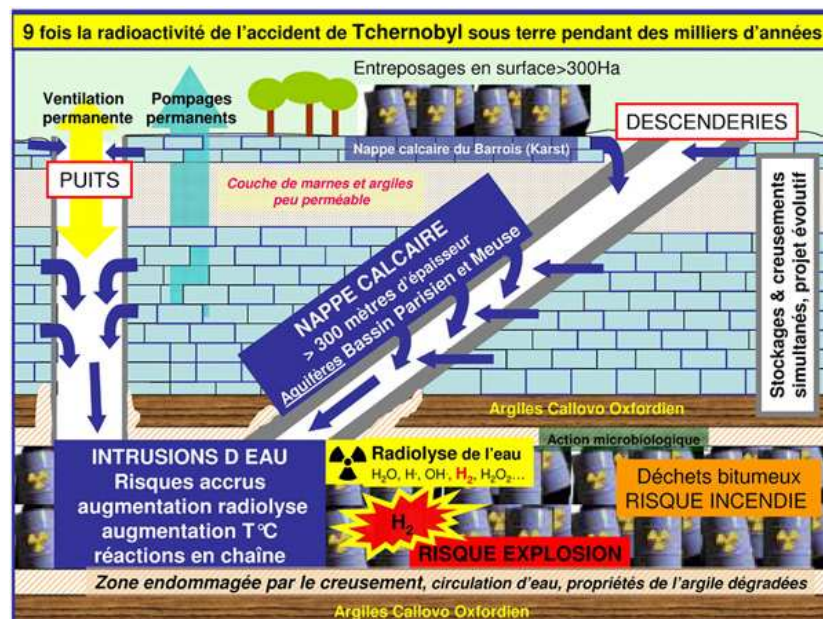 9 fois la radioactivité de l'accident de Tchernobyl sous terre pendant des milliers d'années
Entreposages en surface>300Ha
Ventilation
permanente
Pompages
permanents
DESCENDERIES
Nappe calcaire du Barrois (Karst)
PUITS
Couche de marnes et argiles
peu perméable
NAPPE CALCAIRE
> 300 mètres d'épaisseur
Aquifères Bassin Parisien et Meuse
Stockages & creusements
simultanés, projet évolutif
Argiles Callovo Oxfordien
Action microbiologique
INTRUSIONS D EAU
Risques accrus
augmentation radiolyse
augmentation T°C
réactions en chaîne
Radiolyse de l'eau
H₂O, H·, OH·, H₂, H₂O₂…
H₂
RISQUE EXPLOSION
Déchets bitumeux
RISQUE INCENDIE
Zone endommagée par le creusement, circulation d'eau, propriétés de l'argile dégradées
Argiles Callovo Oxfordien